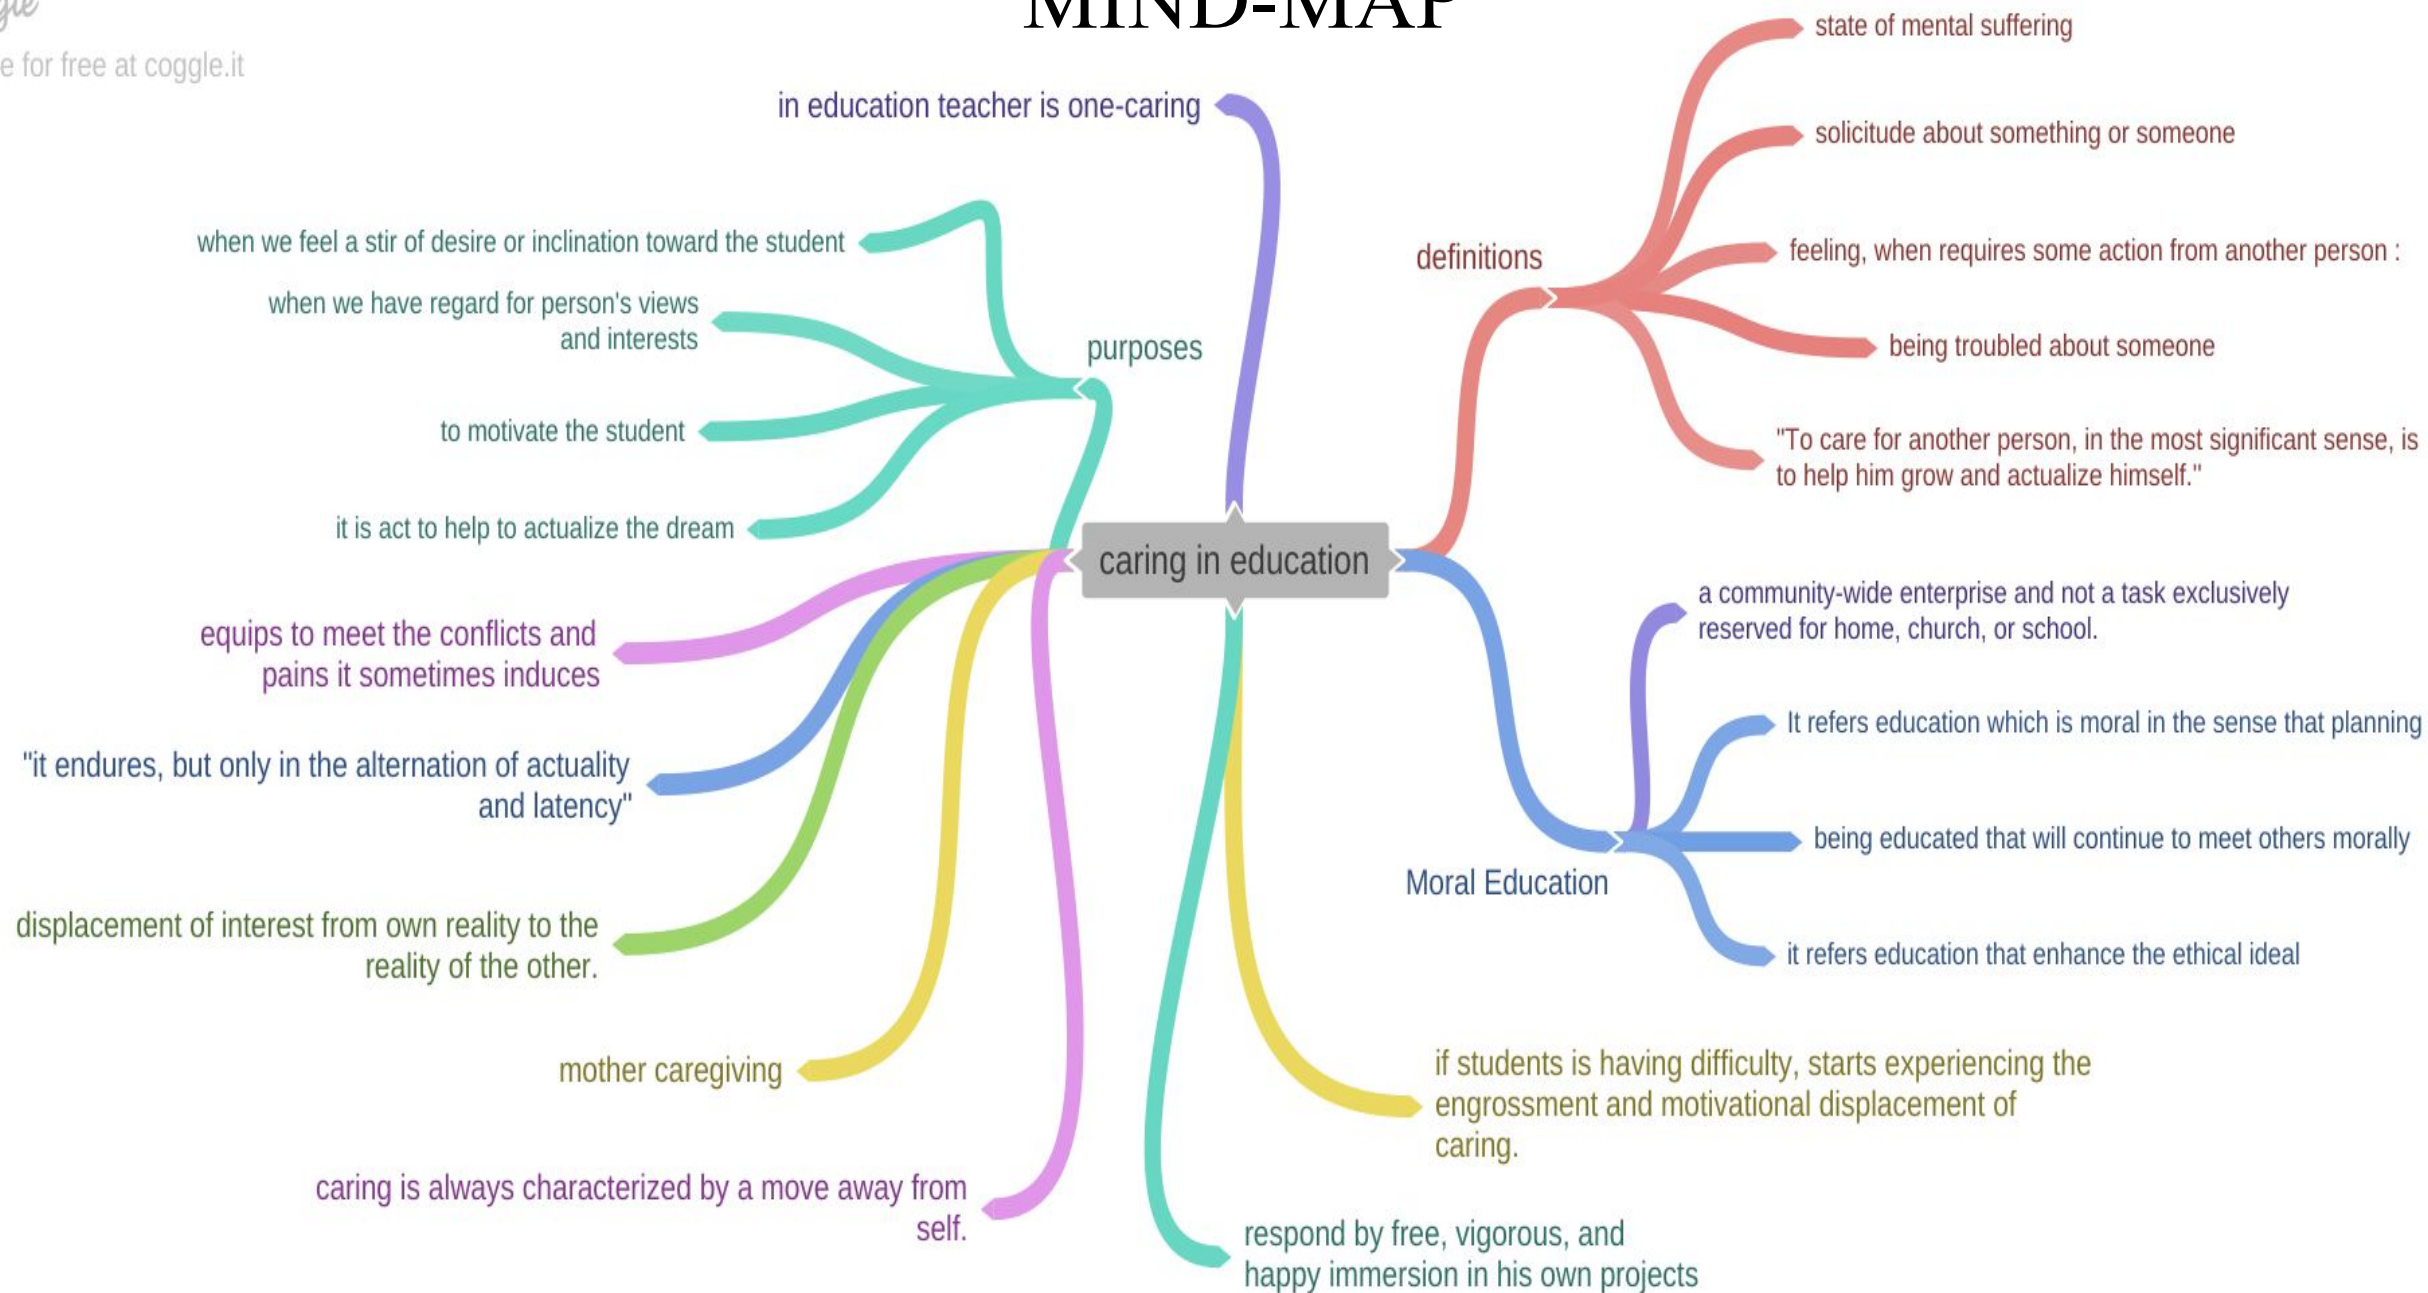 MIND-MAP
e for free at coggle.it
in education teacher is one-caring
purposes
when we feel a stir of desire or inclination toward the student
when we have regard for person's views
and interests
to motivate the student
it is act to help to actualize the dream
equips to meet the conflicts and
pains it sometimes induces
"it endures, but only in the alternation of actuality
and latency"
displacement of interest from own reality to the
reality of the other.
mother caregiving
caring is always characterized by a move away from
self.
caring in education
definitions
state of mental suffering
solicitude about something or someone
feeling, when requires some action from another person :
being troubled about someone
"To care for another person, in the most significant sense, is
to help him grow and actualize himself."
Moral Education
a community-wide enterprise and not a task exclusively
reserved for home, church, or school.
It refers education which is moral in the sense that planning
being educated that will continue to meet others morally
it refers education that enhance the ethical ideal
if students is having difficulty, starts experiencing the
engrossment and motivational displacement of
caring.
respond by free, vigorous, and
happy immersion in his own projects